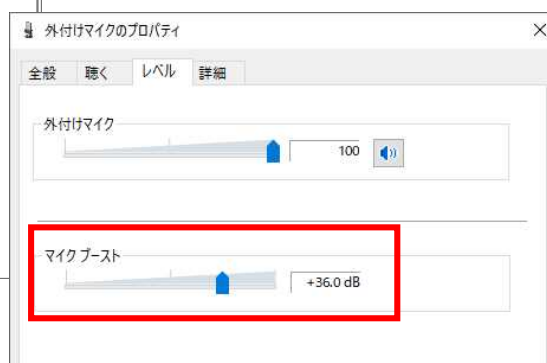 外付けマイクのプロパティ
全般 聴く レベル 詳細
外付けマイク
100
マイク ブースト
+36.0 dB